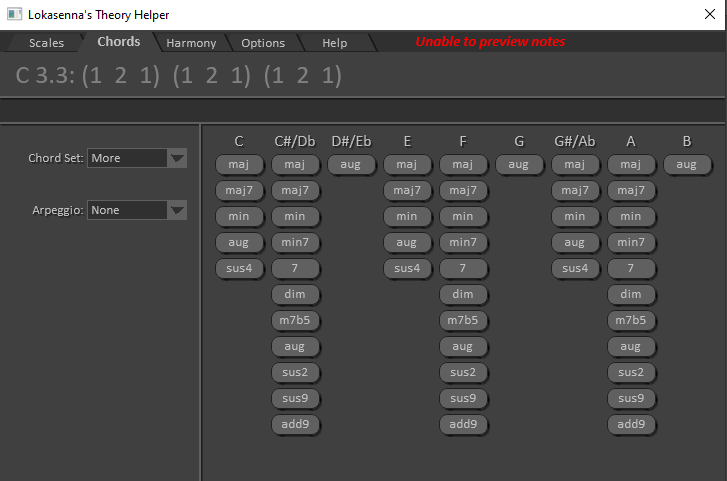 Lokasenna's Theory Helper
Scales Chords Harmony Options Help Unable to preview notes
C 3.3: (1 2 1) (1 2 1) (1 2 1)
C C#/Db D#/Eb E F G G#/Ab A B
Chord Set: More maj maj aug maj maj aug maj maj aug
maj7 maj7 maj7 maj7 maj7 maj7
Arpeggio: None min min min min min min
aug min7 aug min7 aug min7
sus4 7 sus4 7 sus4 7
dim dim dim
m7b5 m7b5 m7b5
aug aug aug
sus2 sus2 sus2
sus9 sus9 sus9
add9 add9 add9